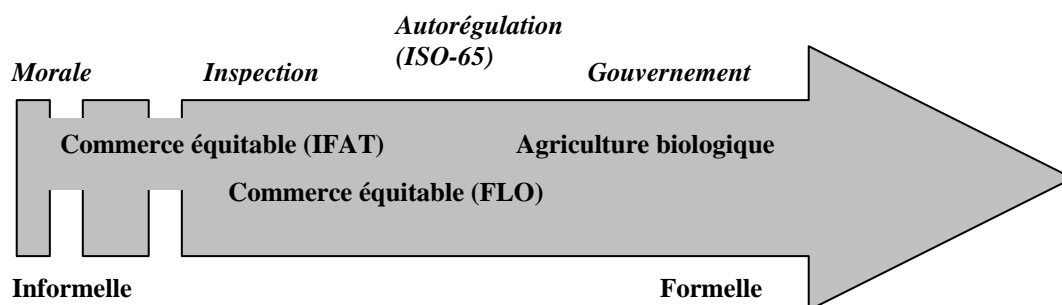 Autorégulation
(ISO-65)
Morale Inspection Gouvernement
Commerce équitable (IFAT) Agriculture biologique
Commerce équitable (FLO)
Informelle Formelle